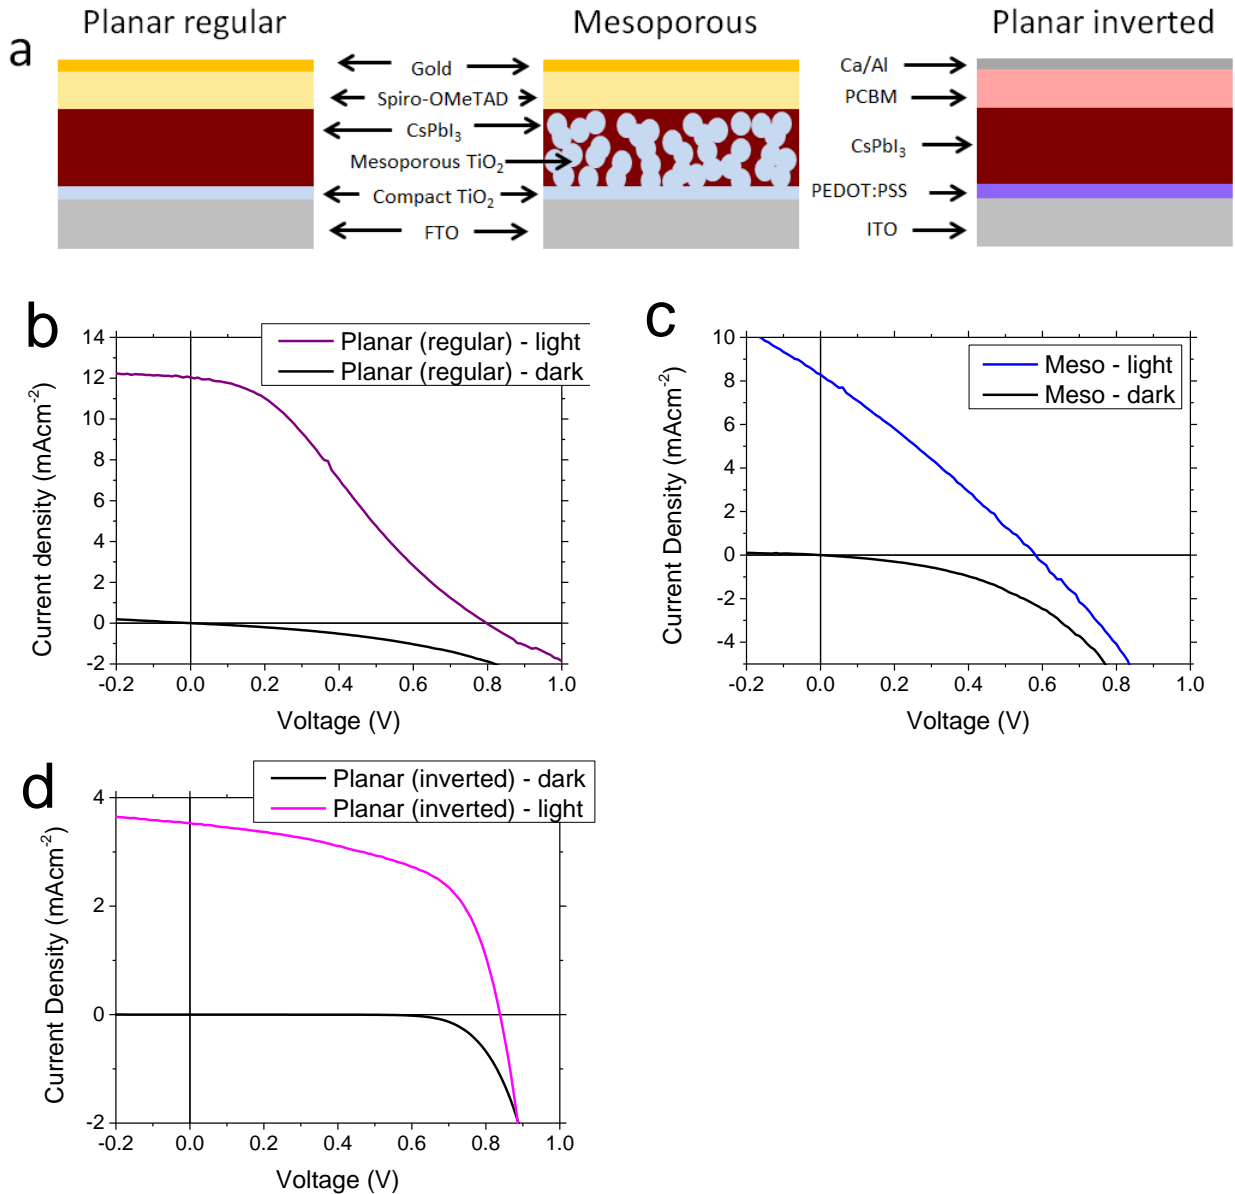 a
Planar regular
Mesoporous
Planar inverted
Gold
Spiro-OMeTAD
CsPbI₃
Mesoporous TiO₂
Compact TiO₂
FTO
Ca/Al
PCBM
CsPbI₃
PEDOT:PSS
ITO
b
Planar (regular) - light
Planar (regular) - dark
Current density (mAcm⁻²)
14
12
10
8
6
4
2
0
-2
-0.2 0.0 0.2 0.4 0.6 0.8 1.0
Voltage (V)
c
Meso - light
Meso - dark
Current Density (mAcm⁻²)
10
8
6
4
2
0
-2
-4
-0.2 0.0 0.2 0.4 0.6 0.8 1.0
Voltage (V)
d
Planar (inverted) - dark
Planar (inverted) - light
Current Density (mAcm⁻²)
4
2
0
-2
-0.2 0.0 0.2 0.4 0.6 0.8 1.0
Voltage (V)